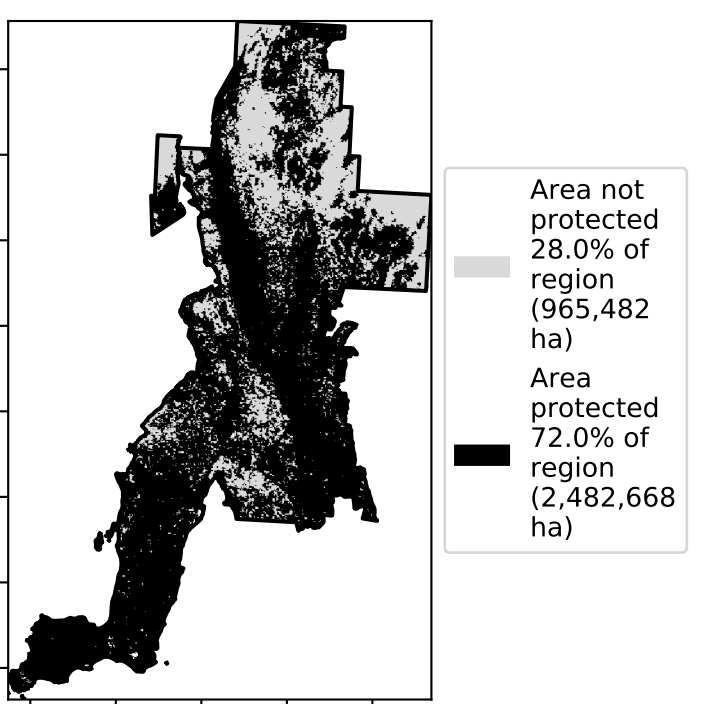 Area not
protected
28.0% of
region
(965,482
ha)
Area
protected
72.0% of
region
(2,482,668
ha)